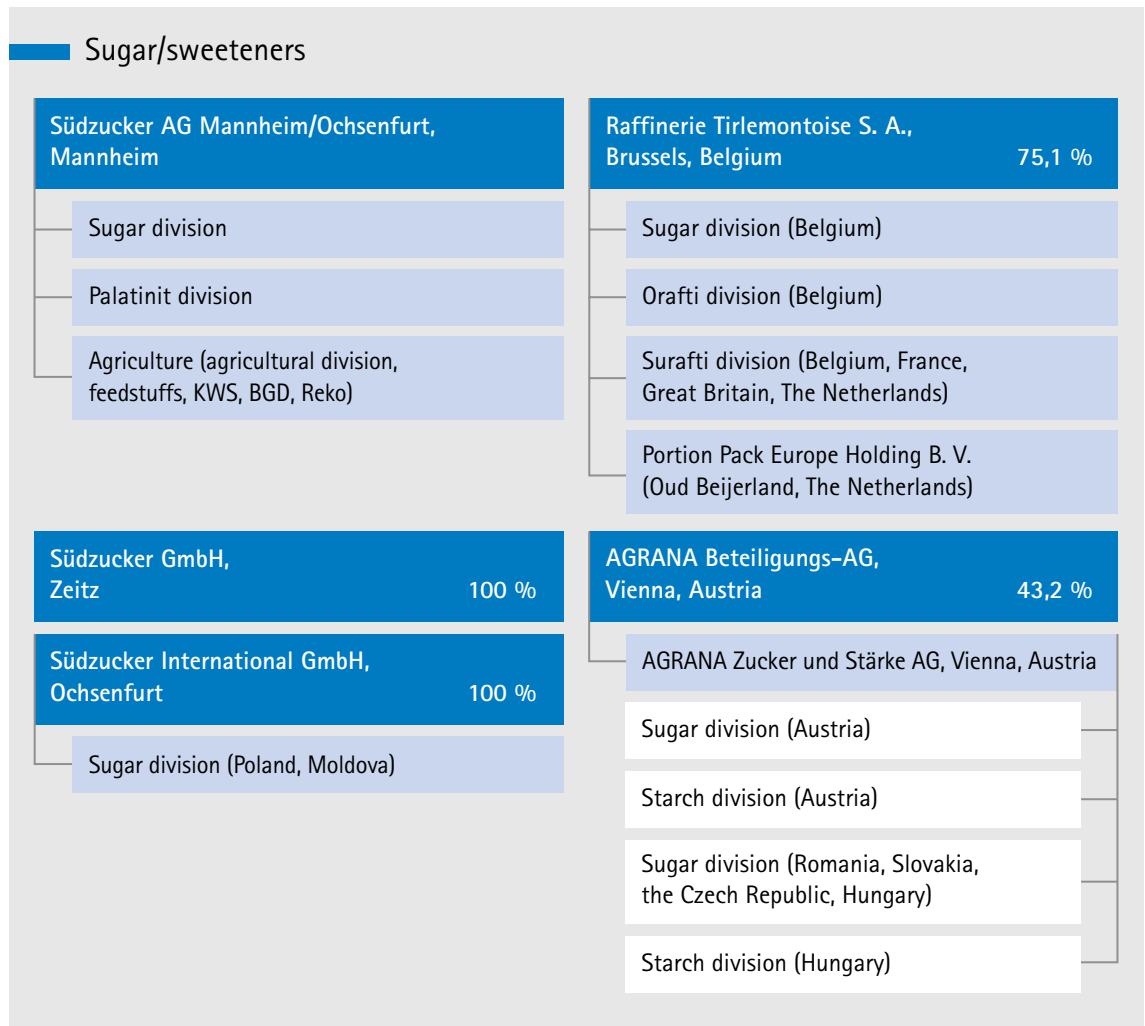 Sugar/sweeteners
Südzucker AG Mannheim/Ochsenfurt,
Mannheim
Sugar division
Palatinit division
Agriculture (agricultural division,
feedstuffs, KWS, BGD, Reko)
Raffinerie Tirlemontoise S. A.,
Brussels, Belgium 75,1 %
Sugar division (Belgium)
Orafti division (Belgium)
Surafti division (Belgium, France,
Great Britain, The Netherlands)
Portion Pack Europe Holding B. V.
(Oud Beijerland, The Netherlands)
Südzucker GmbH,
Zeitz 100 %
Südzucker International GmbH,
Ochsenfurt 100 %
Sugar division (Poland, Moldova)
AGRANA Beteiligungs-AG,
Vienna, Austria 43,2 %
AGRANA Zucker und Stärke AG, Vienna, Austria
Sugar division (Austria)
Starch division (Austria)
Sugar division (Romania, Slovakia,
the Czech Republic, Hungary)
Starch division (Hungary)